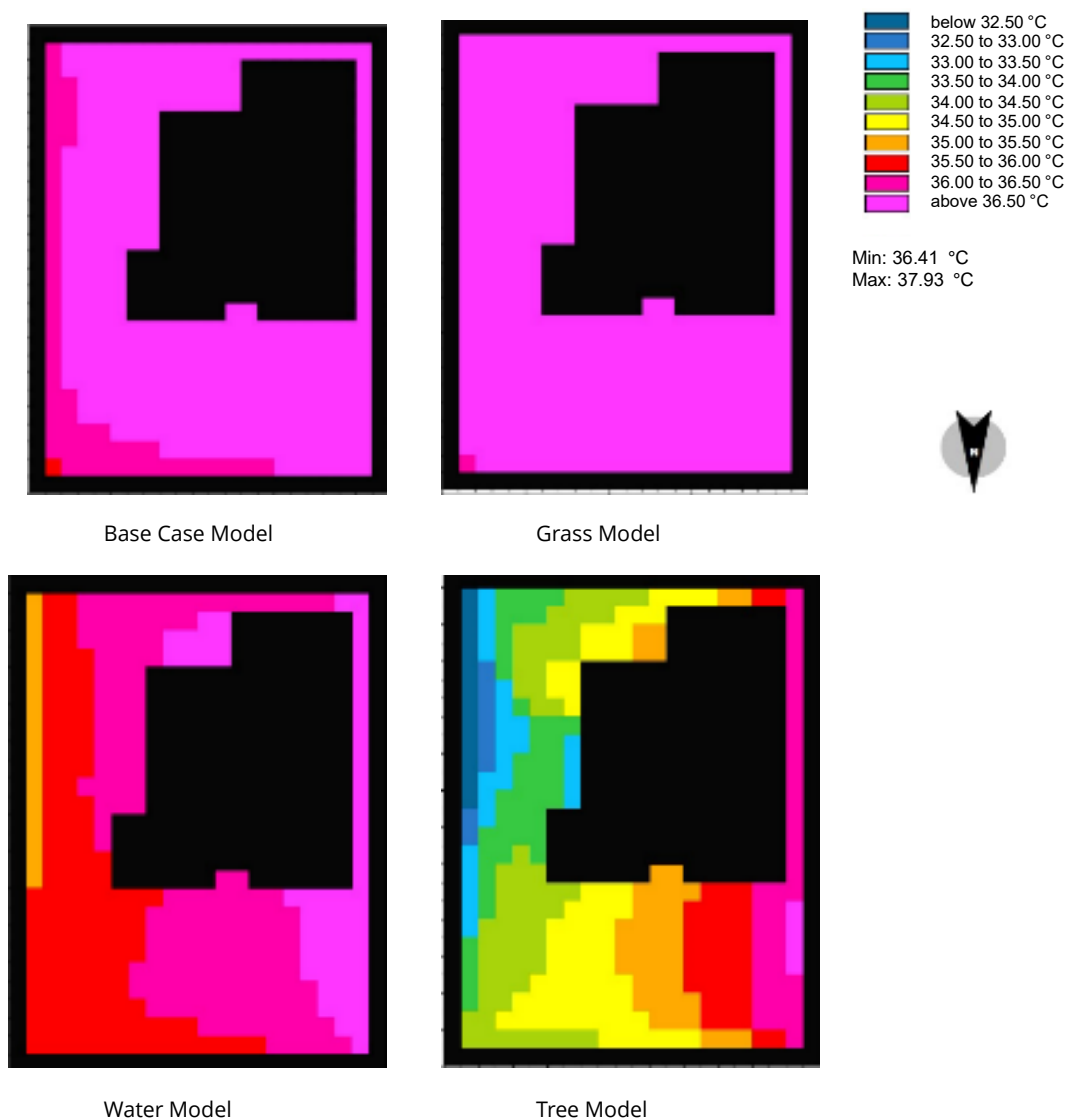 below 32.50 °C
32.50 to 33.00 °C
33.00 to 33.50 °C
33.50 to 34.00 °C
34.00 to 34.50 °C
34.50 to 35.00 °C
35.00 to 35.50 °C
35.50 to 36.00 °C
36.00 to 36.50 °C
above 36.50 °C
Min: 36.41 °C
Max: 37.93 °C
N
Base Case Model
Grass Model
Water Model
Tree Model